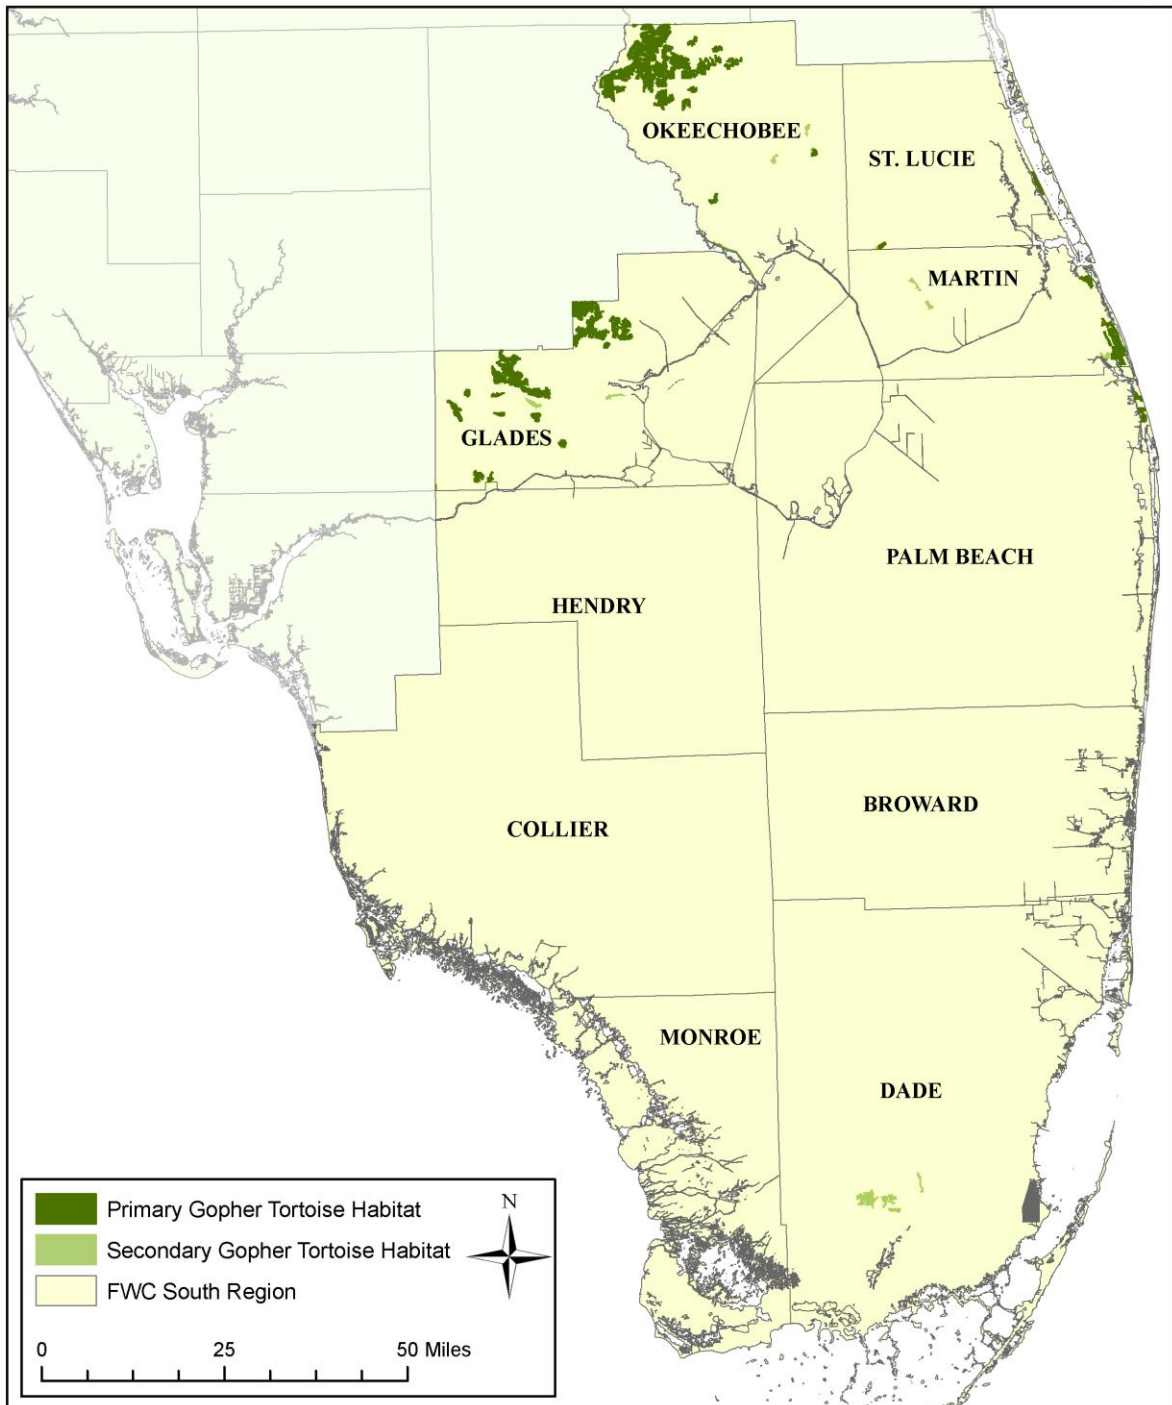 OKEECHOBEE
ST. LUCIE
MARTIN
GLADES
PALM BEACH
HENDRY
BROWARD
COLLIER
MONROE
DADE
Primary Gopher Tortoise Habitat
Secondary Gopher Tortoise Habitat
FWC South Region
N
0 25 50 Miles